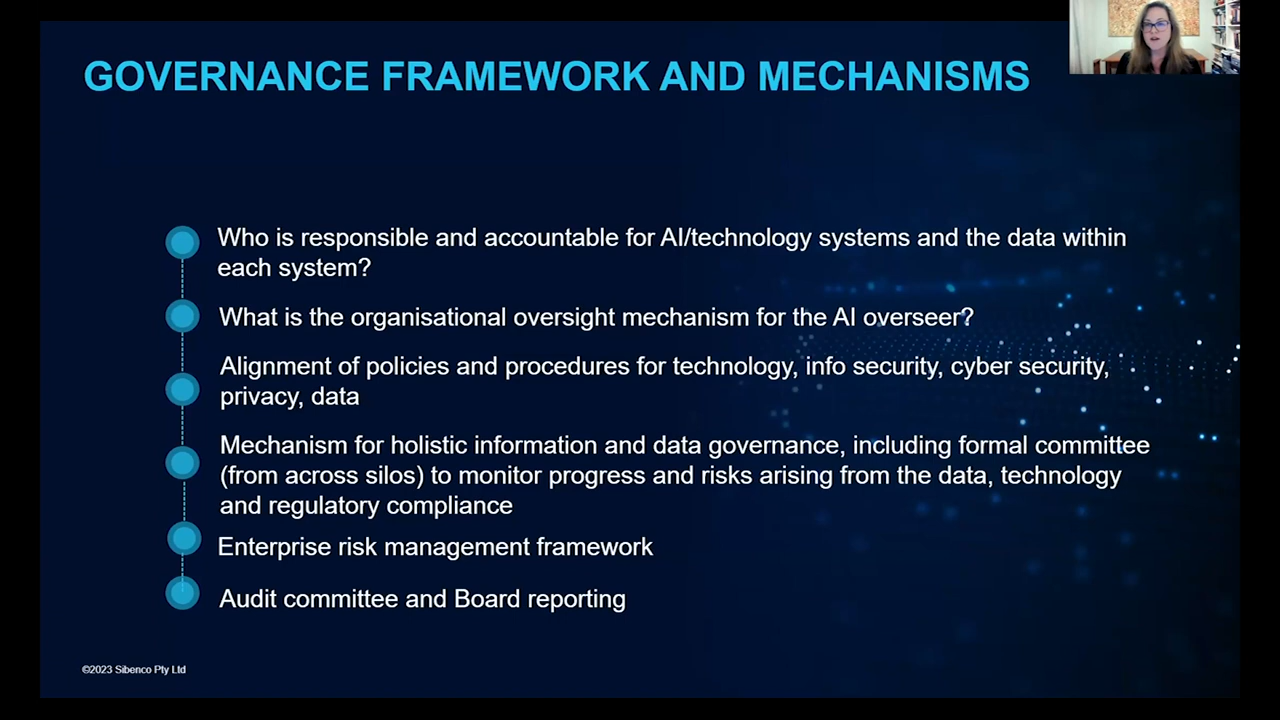 GOVERNANCE FRAMEWORK AND MECHANISMS
Who is responsible and accountable for AI/technology systems and the data within
each system?
What is the organisational oversight mechanism for the AI overseer?
Alignment of policies and procedures for technology, info security, cyber security,
privacy, data
Mechanism for holistic information and data governance, including formal committee
(from across silos) to monitor progress and risks arising from the data, technology
and regulatory compliance
Enterprise risk management framework
Audit committee and Board reporting
©2023 Sibenco Pty Ltd